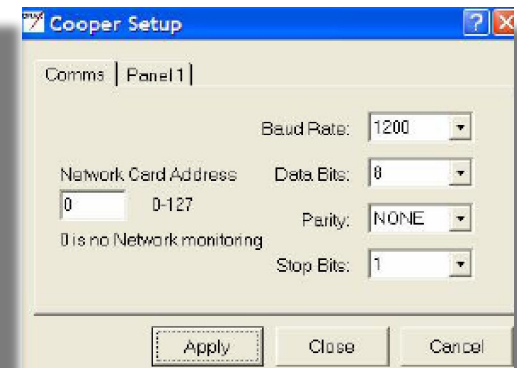 Cooper Setup
Comms Panel 1
Baud Rate: 1200
Network Card Address
0 0-127
0 is no Network monitoring
Data Bits: 8
Parity: NONE
Stop Bits: 1
Apply Close Cancel